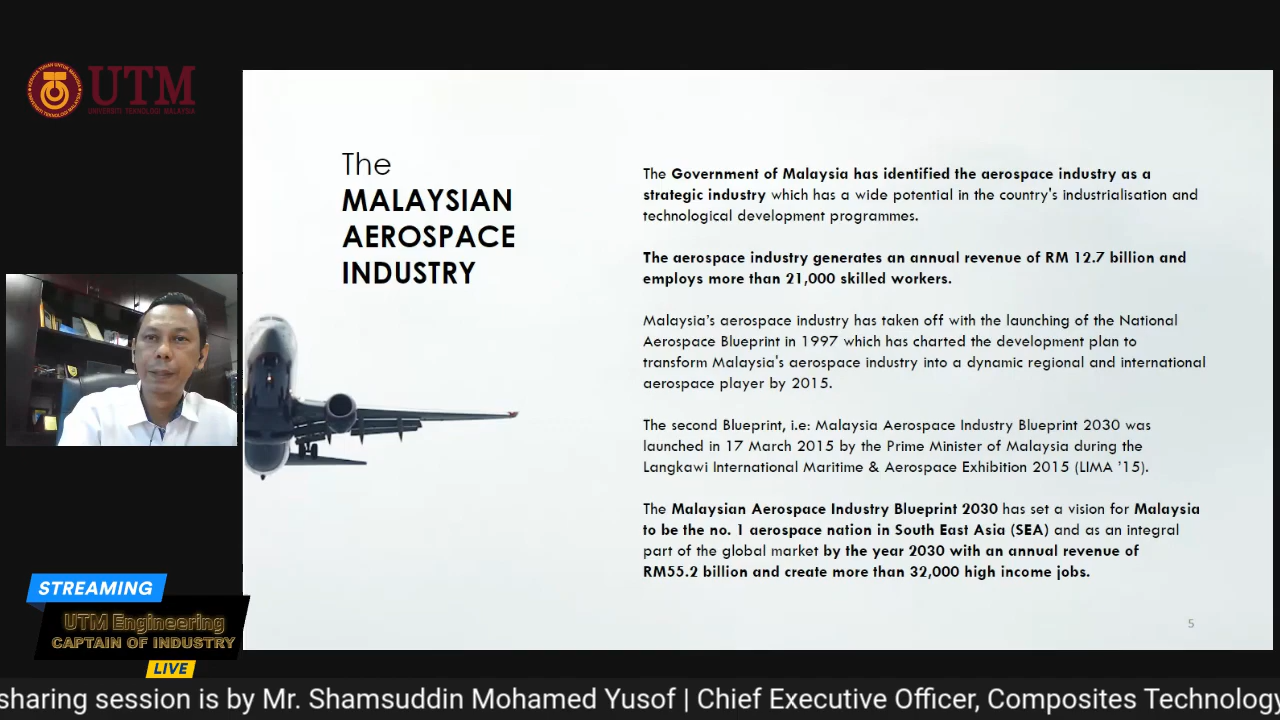 UTM
UNIVERSITI TEKNOLOGI MALAYSIA
The
MALAYSIAN
AEROSPACE
INDUSTRY
The Government of Malaysia has identified the aerospace industry as a
strategic industry which has a wide potential in the country's industrialisation and
technological development programmes.
The aerospace industry generates an annual revenue of RM 12.7 billion and
employs more than 21,000 skilled workers.
Malaysia's aerospace industry has taken off with the launching of the National
Aerospace Blueprint in 1997 which has charted the development plan to
transform Malaysia's aerospace industry into a dynamic regional and international
aerospace player by 2015.
The second Blueprint, i.e: Malaysia Aerospace Industry Blueprint 2030 was
launched in 17 March 2015 by the Prime Minister of Malaysia during the
Langkawi International Maritime & Aerospace Exhibition 2015 (LIMA ’15).
The Malaysian Aerospace Industry Blueprint 2030 has set a vision for Malaysia
to be the no. 1 aerospace nation in South East Asia (SEA) and as an integral
part of the global market by the year 2030 with an annual revenue of
RM55.2 billion and create more than 32,000 high income jobs.
5
STREAMING
UTM Engineering
CAPTAIN OF INDUSTRY
LIVE
sharing session is by Mr. Shamsuddin Mohamed Yusof | Chief Executive Officer, Composites Technology